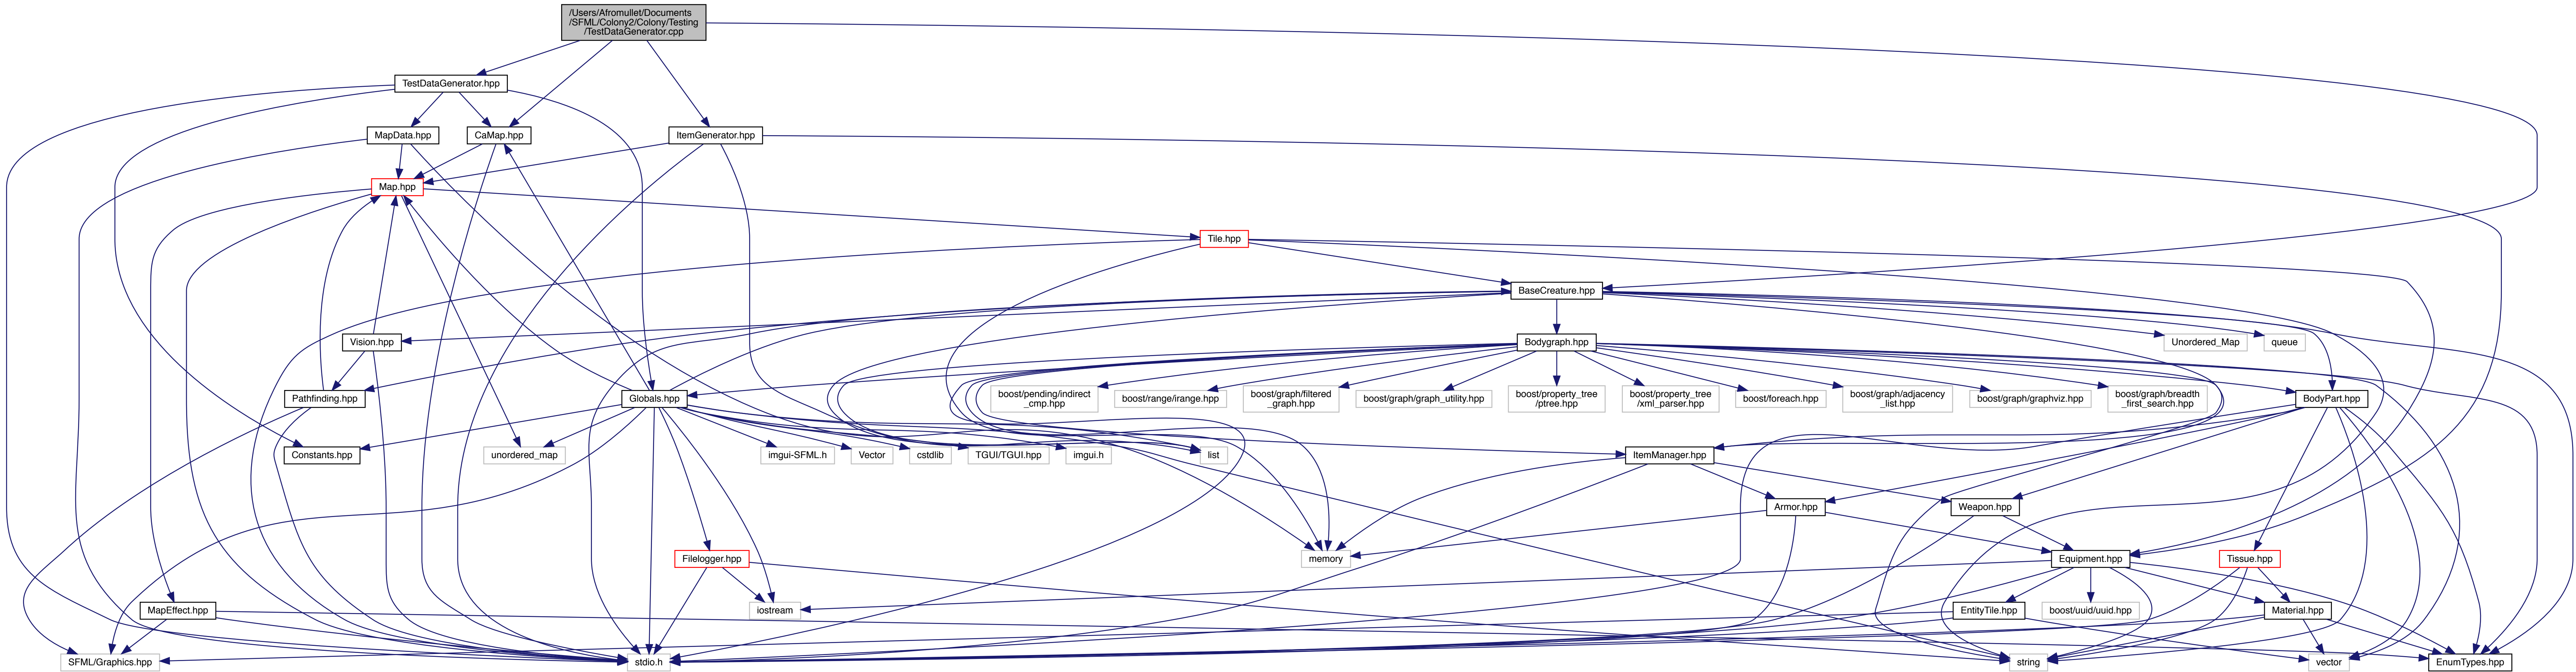 /Users/Afromullet/Documents
/SFML/Colony2/Colony/Testing
/TestDataGenerator.cpp
TestDataGenerator.hpp
MapData.hpp
CaMap.hpp
ItemGenerator.hpp
Map.hpp
Tile.hpp
BaseCreature.hpp
Vision.hpp
Bodygraph.hpp
Unordered_Map
queue
Pathfinding.hpp
Globals.hpp
boost/pending/indirect
_cmp.hpp
boost/range/irange.hpp
boost/graph/filtered
_graph.hpp
boost/graph/graph_utility.hpp
boost/property_tree
/ptree.hpp
boost/property_tree
/xml_parser.hpp
boost/foreach.hpp
boost/graph/adjacency
_list.hpp
boost/graph/graphviz.hpp
boost/graph/breadth
_first_search.hpp
BodyPart.hpp
Constants.hpp
unordered_map
imgui-SFML.h
Vector
cstdlib
TGUI/TGUI.hpp
imgui.h
list
ItemManager.hpp
Armor.hpp
Weapon.hpp
Filelogger.hpp
memory
Equipment.hpp
Tissue.hpp
MapEffect.hpp
iostream
EntityTile.hpp
boost/uuid/uuid.hpp
Material.hpp
SFML/Graphics.hpp
stdio.h
string
vector
EnumTypes.hpp